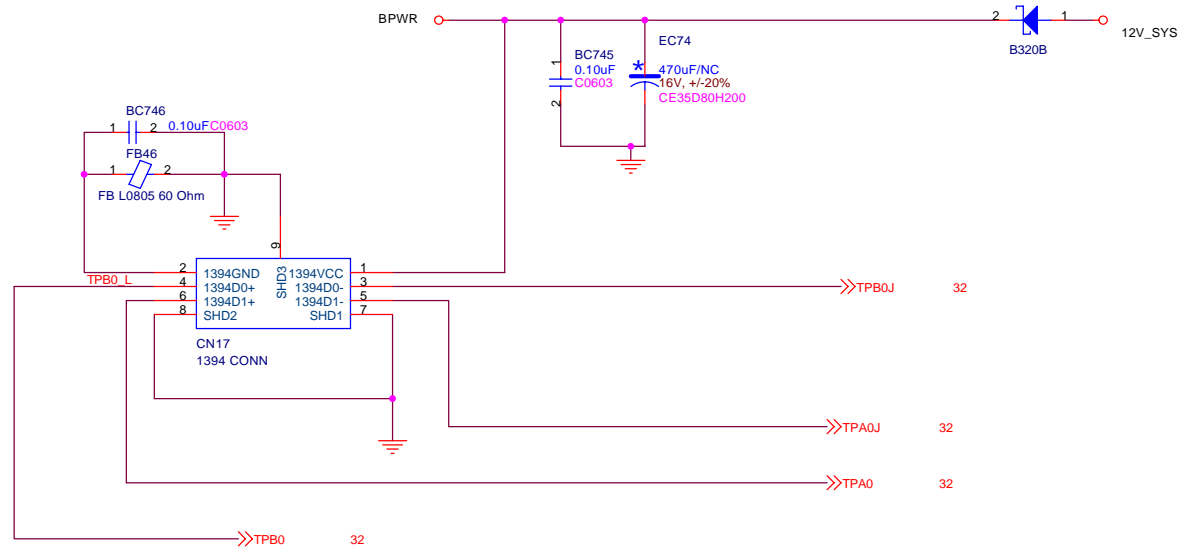 BPWR
2
1
12V_SYS
B320B
EC74
BC745
1
0.10uF
C0603
2
*
470uF/NC
16V, +/-20%
CE35D80H200
BC746
1
2
0.10uF
C0603
FB46
1
2
FB L0805 60 Ohm
9
TPB0_L
2
1394GND
1394VCC
1
4
1394D0+
1394D0-
3
6
1394D1+
1394D1-
5
8
SHD2
SHD1
7
SHD3
CN17
1394 CONN
TPB0J
32
TPA0J
32
TPA0
32
TPB0
32